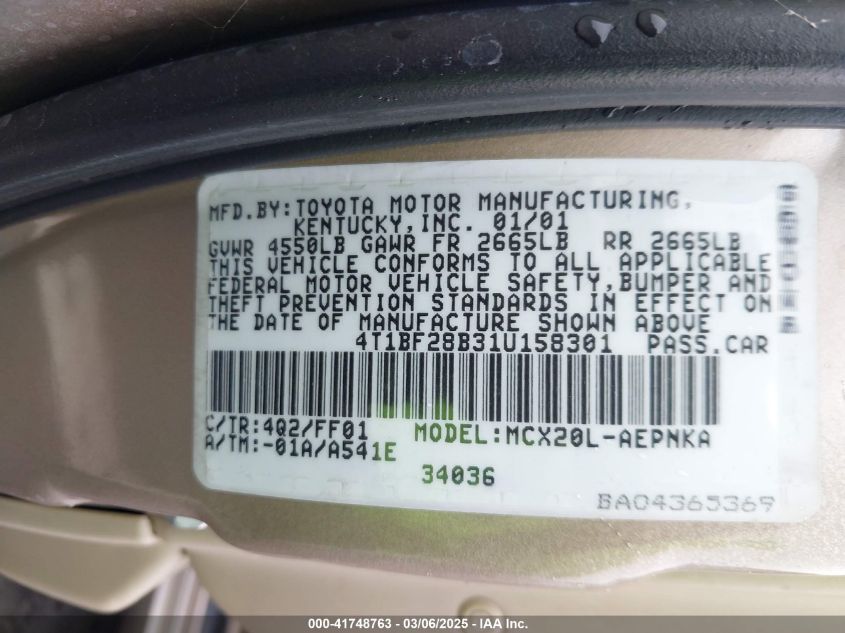 MFD.BY:TOYOTA MOTOR MANUFACTURING,
KENTUCKY,INC. 01/01
GVWR 4550LB GAWR FR 2665LB RR 2665LB
THIS VEHICLE CONFORMS TO ALL APPLICABLE
FEDERAL MOTOR VEHICLE SAFETY,BUMPER AND
THEFT PREVENTION STANDARDS IN EFFECT ON
THE DATE OF MANUFACTURE SHOWN ABOVE
4T1BF28B31U158301 PASS.CAR
C/TR:4Q2/FF01 MODEL:MCX20L-AEPNKA
A/TM:-01A/A541E
34036
BA04365369
000-41748763 — 03/06/2025 — IAA Inc.